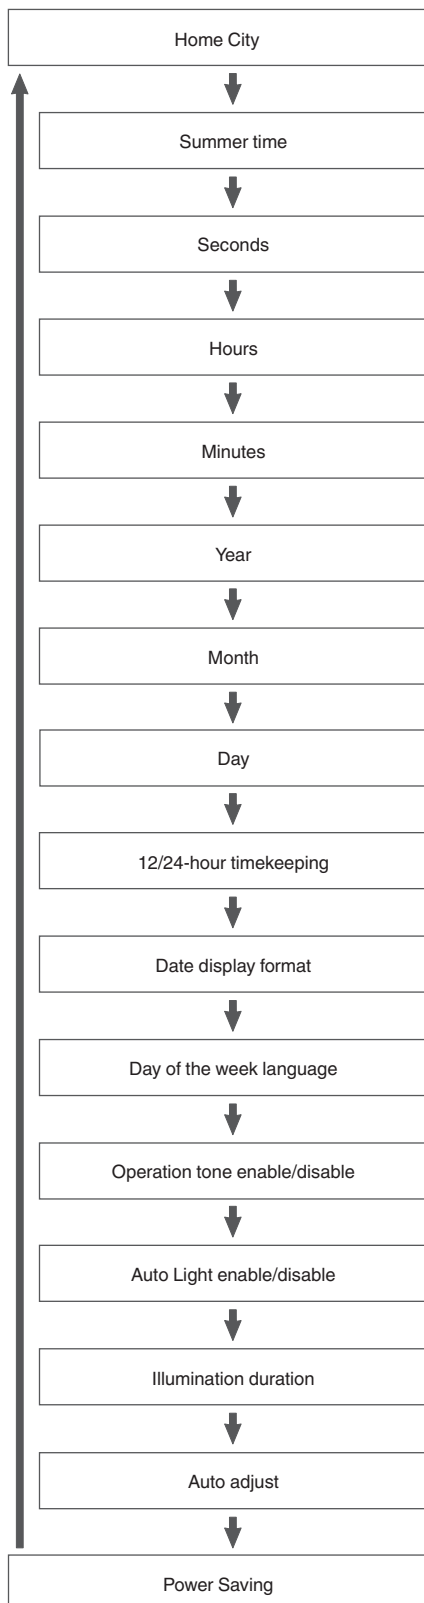 Home City
Summer time
Seconds
Hours
Minutes
Year
Month
Day
12/24-hour timekeeping
Date display format
Day of the week language
Operation tone enable/disable
Auto Light enable/disable
Illumination duration
Auto adjust
Power Saving